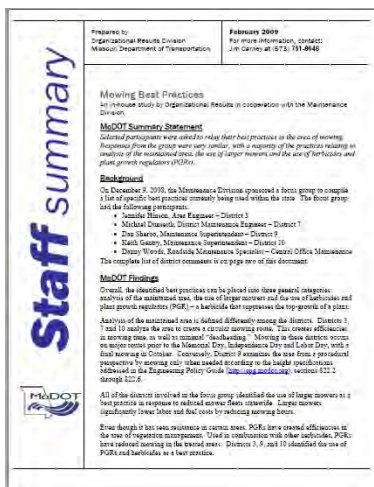 Prepared by
Organizational Results Division
Missouri Department of Transportation
February 2009
For more information, contact:
Jim Carney at (573) 751-8648
Staff summary
Mowing Best Practices
An in-house study by Organizational Results in cooperation with the Maintenance
Division.
MoDOT Summary Statement
Selected participants were asked to relay their best practices in the area of mowing.
Responses from the group were very similar, with a majority of the practices relating to
analysis of the maintained area, the use of larger mowers and the use of herbicides and
plant growth regulators (PGRs).
Background
On December 9, 2008, the Maintenance Division sponsored a focus group to compile
a list of specific best practices currently being used within the state. The focus group
had the following participants:
• Jennifer Hinson, Area Engineer – District 3
• Michael District Maintenance Engineer – District 7
• Dan Sherbo, Maintenance Superintendent – District 9
• Keith Gentry, Maintenance Superintendent – District 10
• Danny Woods, Roadside Maintenance Specialist – Central Office Maintenance
The complete list of district comments is on page two of this document.
MoDOT Findings
Overall, the identified best practices can be placed into three general categories:
analysis of the maintained area, the use of larger mowers and the use of herbicides and
plant growth regulators (PGR) – a herbicide that suppresses the top-growth of a plant.
Analysis of the maintained area is defined differently among the districts. Districts 3,
7 and 10 analyze the area to create a circular mowing route. This creates efficiencies
in mowing time, as well as minimal "deadheading." Mowing in these districts occurs
on major routes prior to the Memorial Day, Independence Day and Labor Day, with a
final mowing in October. Conversely, District 9 examines the area from a procedural
perspective by mowing only when needed according to the height specifications
addressed in the Engineering Policy Guide (http://epg.modot.org), sections 822.2
through 822.6.
All of the districts involved in the focus group identified the use of larger mowers as a
best practice in response to reduced mower fleets statewide. Larger mowers
significantly lower labor and fuel costs by reducing mowing hours.
Even though it has seen resistance in certain areas, PGRs have created efficiencies in
the area of vegetation management. Used in combination with other herbicides, PGRs
have reduced mowing in the treated areas. Districts 3, 9, and 10 identified the use of
PGRs and herbicides as a best practice.
MoDOT